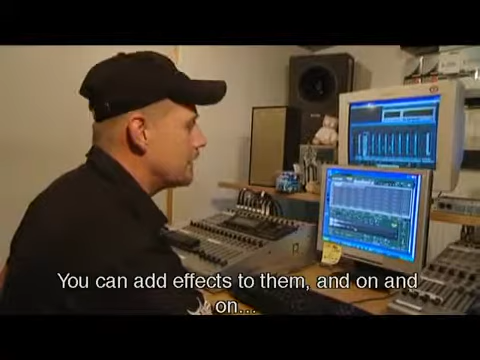 You can add effects to them, and on and
on...